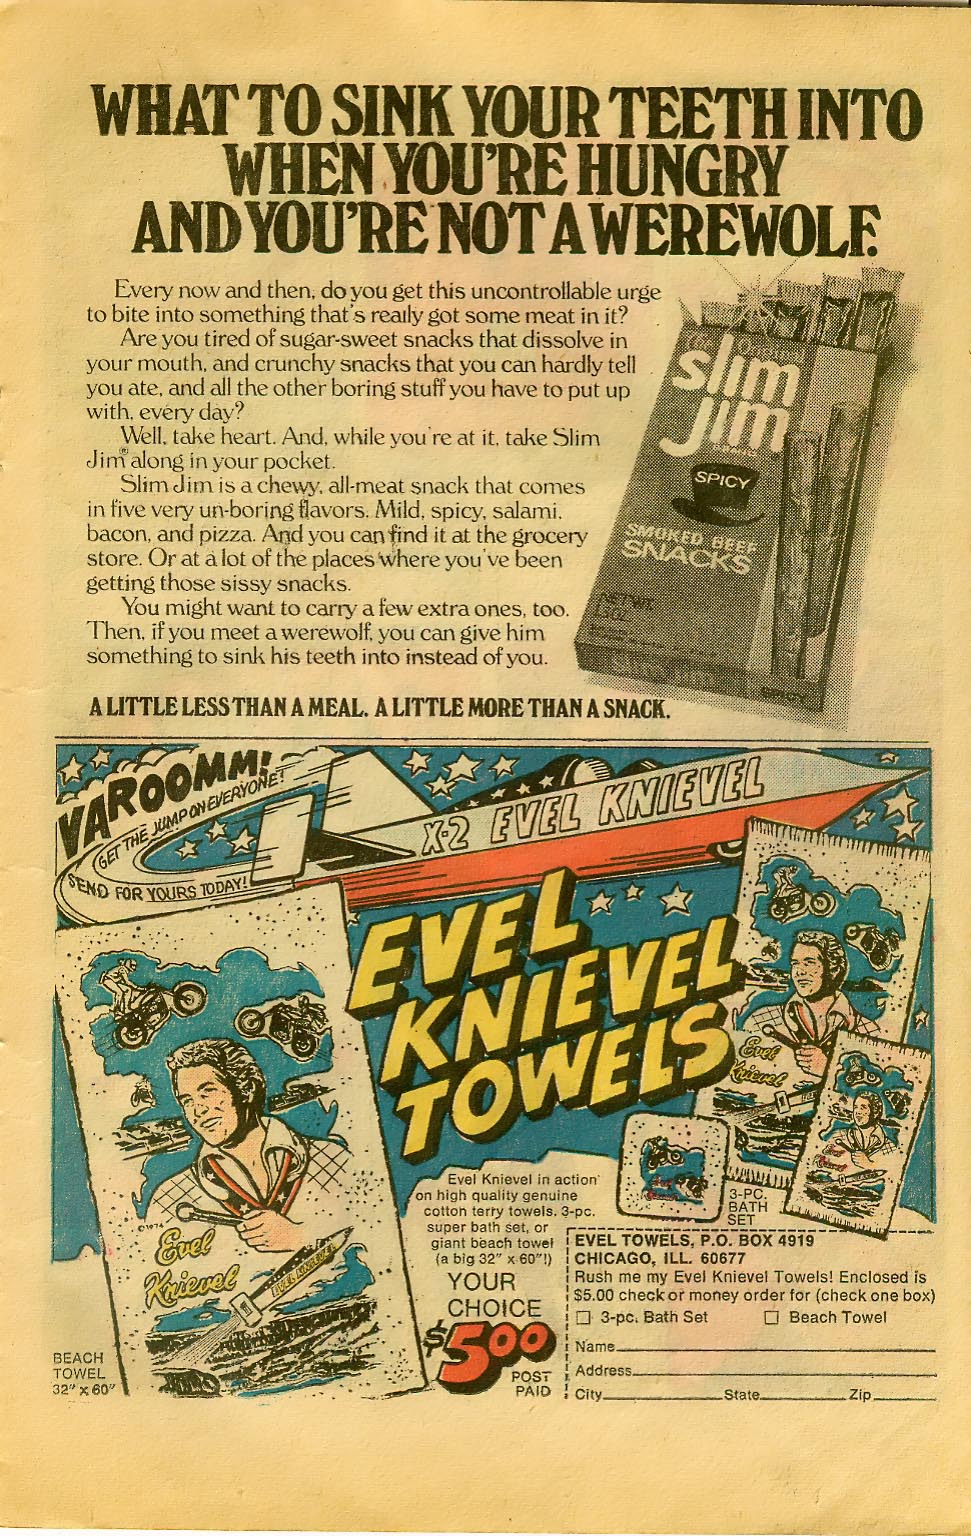 WHAT TO SINK YOUR TEETH INTO
WHEN YOU'RE HUNGRY
AND YOU'RE NOT A WEREWOLF.
Every now and then, do you get this uncontrollable urge
to bite into something that's really got some meat in it?
Are you tired of sugar-sweet snacks that dissolve in
your mouth, and crunchy snacks that you can hardly tell
you ate, and all the other boring stuff you have to put up
with, every day?
Well, take heart. And, while you're at it, take Slim
Jim® along in your pocket.
Slim Jim is a chewy, all-meat snack that comes
in five very un-boring flavors. Mild, spicy, salami,
bacon, and pizza. And you can find it at the grocery
store. Or at a lot of the places where you've been
getting those sissy snacks.
You might want to carry a few extra ones, too.
Then, if you meet a werewolf, you can give him
something to sink his teeth into instead of you.
slim
jim
SPICY
SMOKED BEEF
SNACKS
NET WT.
A LITTLE LESS THAN A MEAL. A LITTLE MORE THAN A SNACK.
VAROOMM!
GET THE JUMP ON EVERYONE!
SEND FOR YOURS TODAY!
X-2 EVEL KNIEVEL
EVEL
KNIEVEL
TOWELS
©1974
Evel
Knievel
EVEL KNIEVEL
Evel
Knievel
BEACH
TOWEL
32" x 60"
Evel Knievel in action
on high quality genuine
cotton terry towels. 3-pc.
super bath set, or
giant beach towel
(a big 32" x 60"!)
YOUR
CHOICE
$5.00
POST
PAID
3-PC.
BATH
SET
EVEL TOWELS, P.O. BOX 4919
CHICAGO, ILL. 60677
Rush me my Evel Knievel Towels! Enclosed is
$5.00 check or money order for (check one box)
☐ 3-pc. Bath Set ☐ Beach Towel
Name
Address
City State Zip